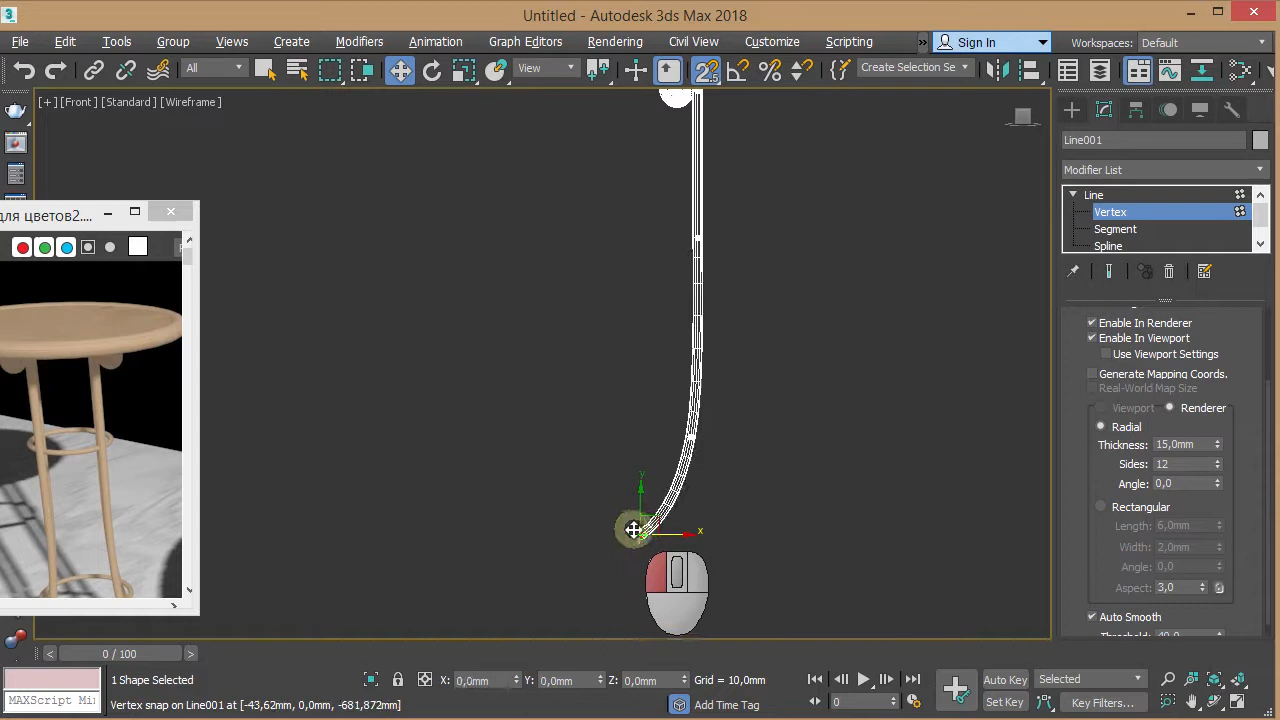 3 Untitled - Autodesk 3ds Max 2018
File Edit Tools Group Views Create Modifiers Animation Graph Editors Rendering Civil View Customize Scripting » Sign In Workspaces: Default
All View 2.5 Create Selection Se
[+] [Front] [Standard] [Wireframe]
Line001
Modifier List
Line
Vertex
Segment
Spline
для цветов2....
Enable In Renderer
Enable In Viewport
Use Viewport Settings
Generate Mapping Coords.
Real-World Map Size
Viewport Renderer
Radial
Thickness: 15,0mm
Sides: 12
Angle: 0,0
Rectangular
Length: 6,0mm
Width: 2,0mm
Angle: 0,0
Aspect: 3,0
Auto Smooth
y
x
0 / 100
1 Shape Selected X: 0,0mm Y: 0,0mm Z: 0,0mm Grid = 10,0mm Auto Key Selected
MAXScript Mi Vertex snap on Line001 at [-43,62mm, 0,0mm, -681,872mm] Add Time Tag 0 Set Key Key Filters...